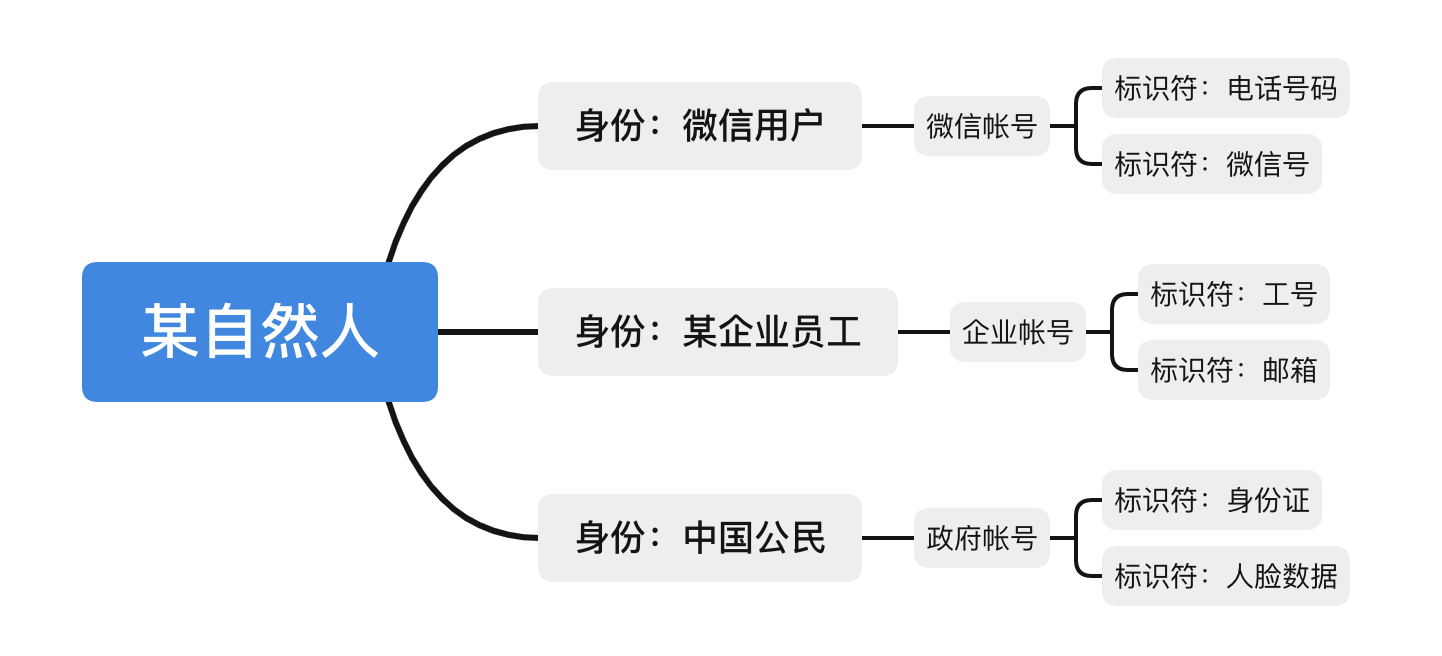 某自然人
身份：微信用户
微信帐号
标识符：电话号码
标识符：微信号
身份：某企业员工
企业帐号
标识符：工号
标识符：邮箱
身份：中国公民
政府帐号
标识符：身份证
标识符：人脸数据